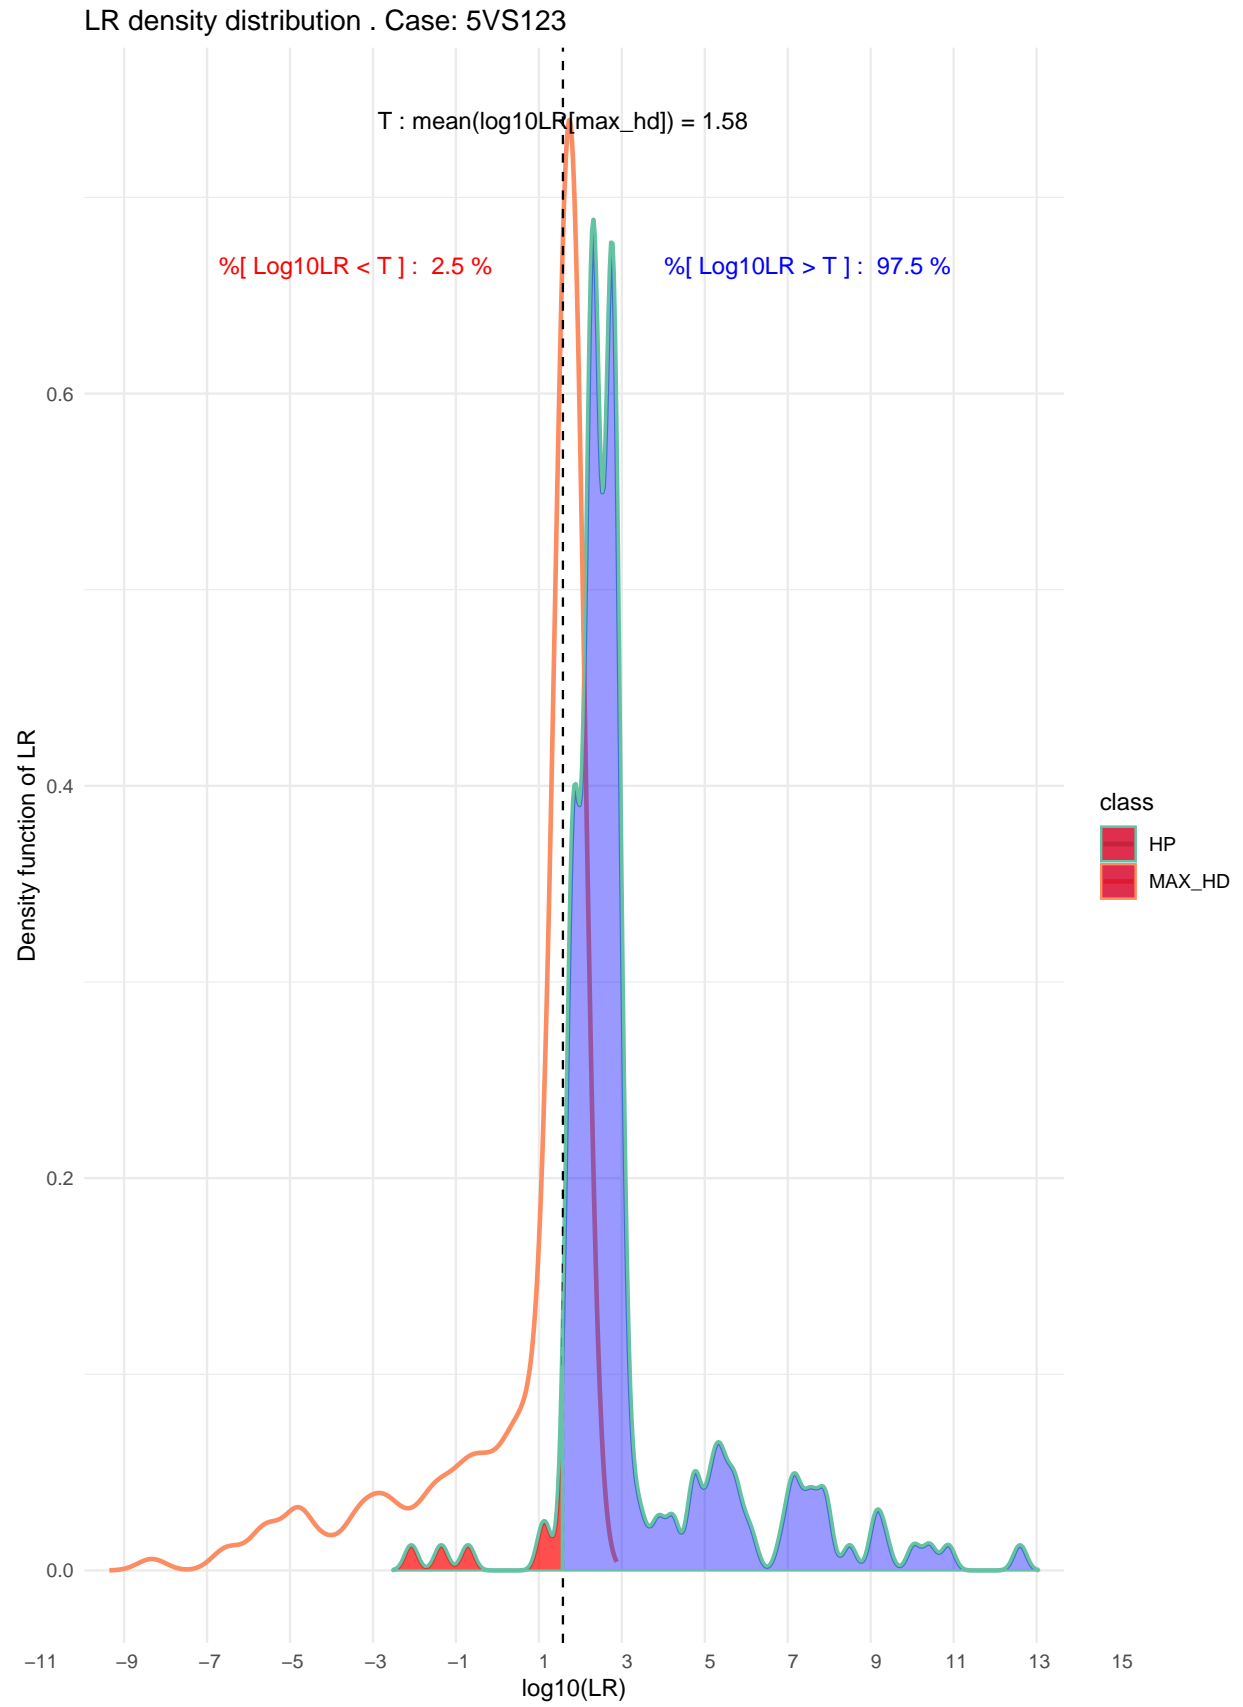 LR density distribution . Case: 5VS123
T : mean(log10LR[max_hd]) = 1.58
%[ Log10LR < T ] :  2.5 %
%[ Log10LR > T ] :  97.5 %
0.6
0.4
0.2
0.0
Density function of LR
class
HP
MAX_HD
−11 −9 −7 −5 −3 −1 1 3 5 7 9 11 13 15
log10(LR)